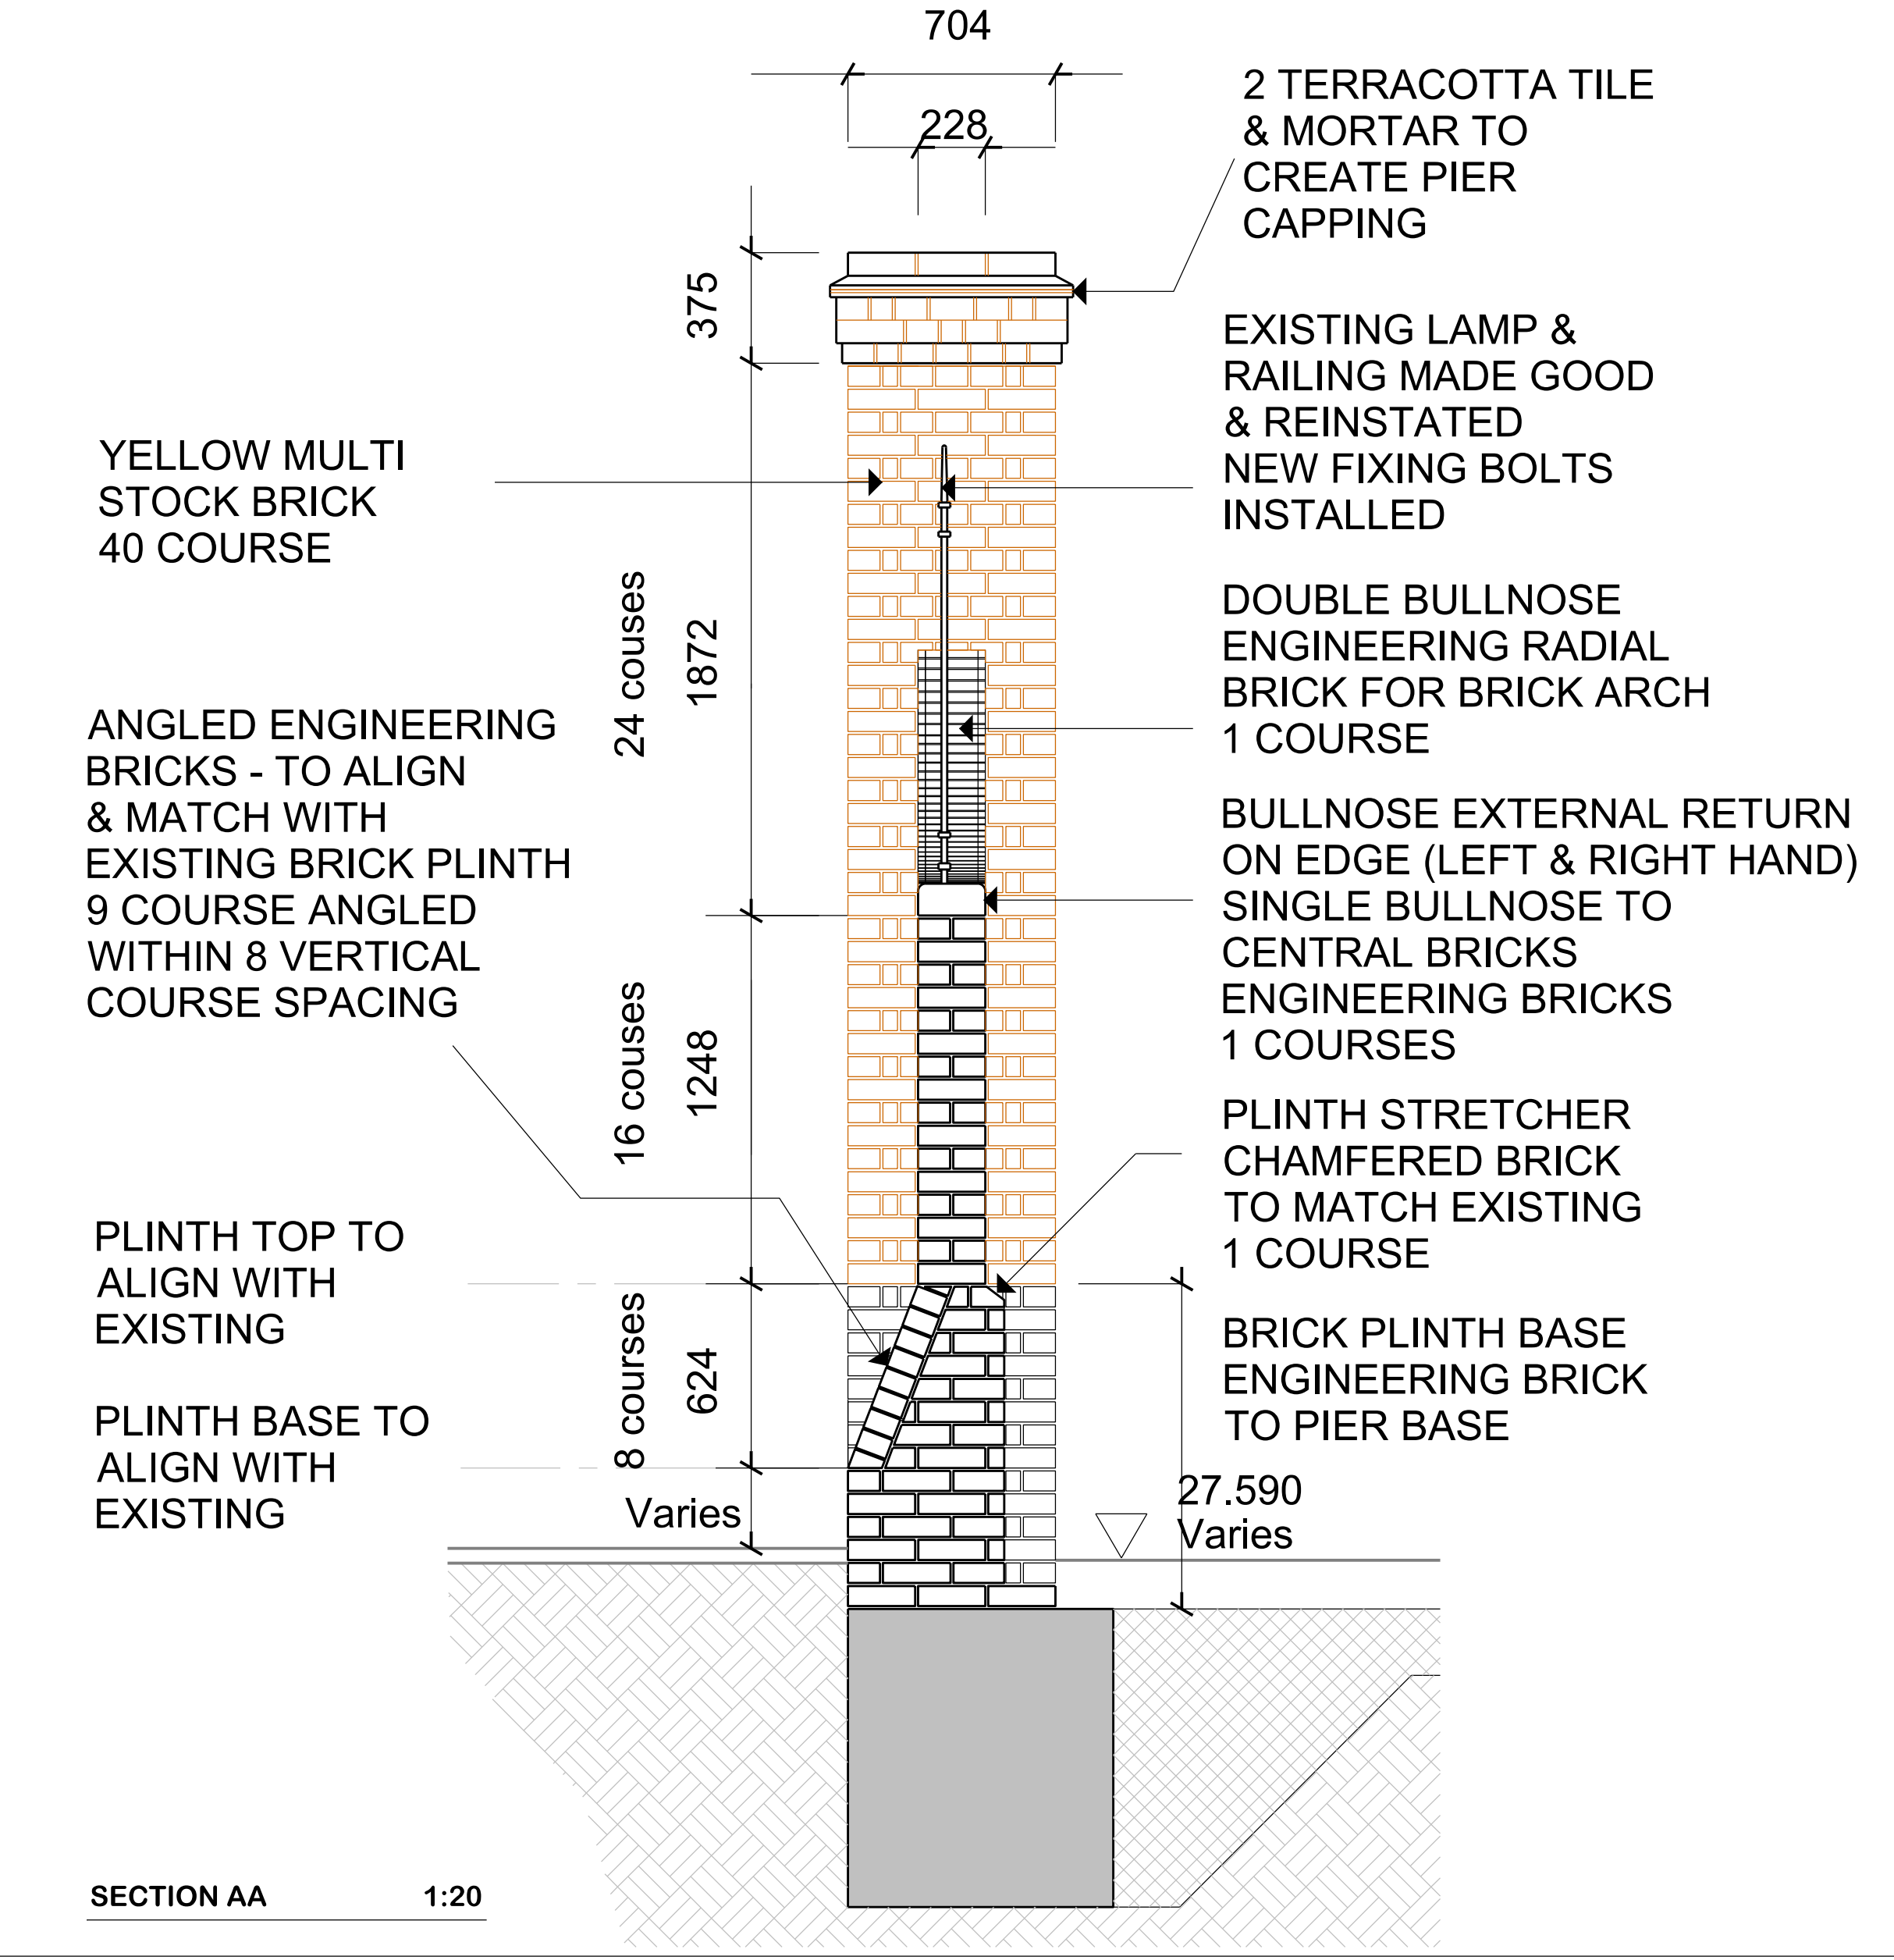 704
228
2 TERRACOTTA TILE
& MORTAR TO
CREATE PIER
CAPPING
375
EXISTING LAMP &
RAILING MADE GOOD
& REINSTATED
NEW FIXING BOLTS
INSTALLED
YELLOW MULTI
STOCK BRICK
40 COURSE
24 couses
1872
DOUBLE BULLNOSE
ENGINEERING RADIAL
BRICK FOR BRICK ARCH
1 COURSE
ANGLED ENGINEERING
BRICKS - TO ALIGN
& MATCH WITH
EXISTING BRICK PLINTH
9 COURSE ANGLED
WITHIN 8 VERTICAL
COURSE SPACING
BULLNOSE EXTERNAL RETURN
ON EDGE (LEFT & RIGHT HAND)
SINGLE BULLNOSE TO
CENTRAL BRICKS
ENGINEERING BRICKS
1 COURSES
16 couses
1248
PLINTH STRETCHER
CHAMFERED BRICK
TO MATCH EXISTING
1 COURSE
PLINTH TOP TO
ALIGN WITH
EXISTING
8 courses
624
BRICK PLINTH BASE
ENGINEERING BRICK
TO PIER BASE
PLINTH BASE TO
ALIGN WITH
EXISTING
Varies
27.590
Varies
SECTION AA 1:20